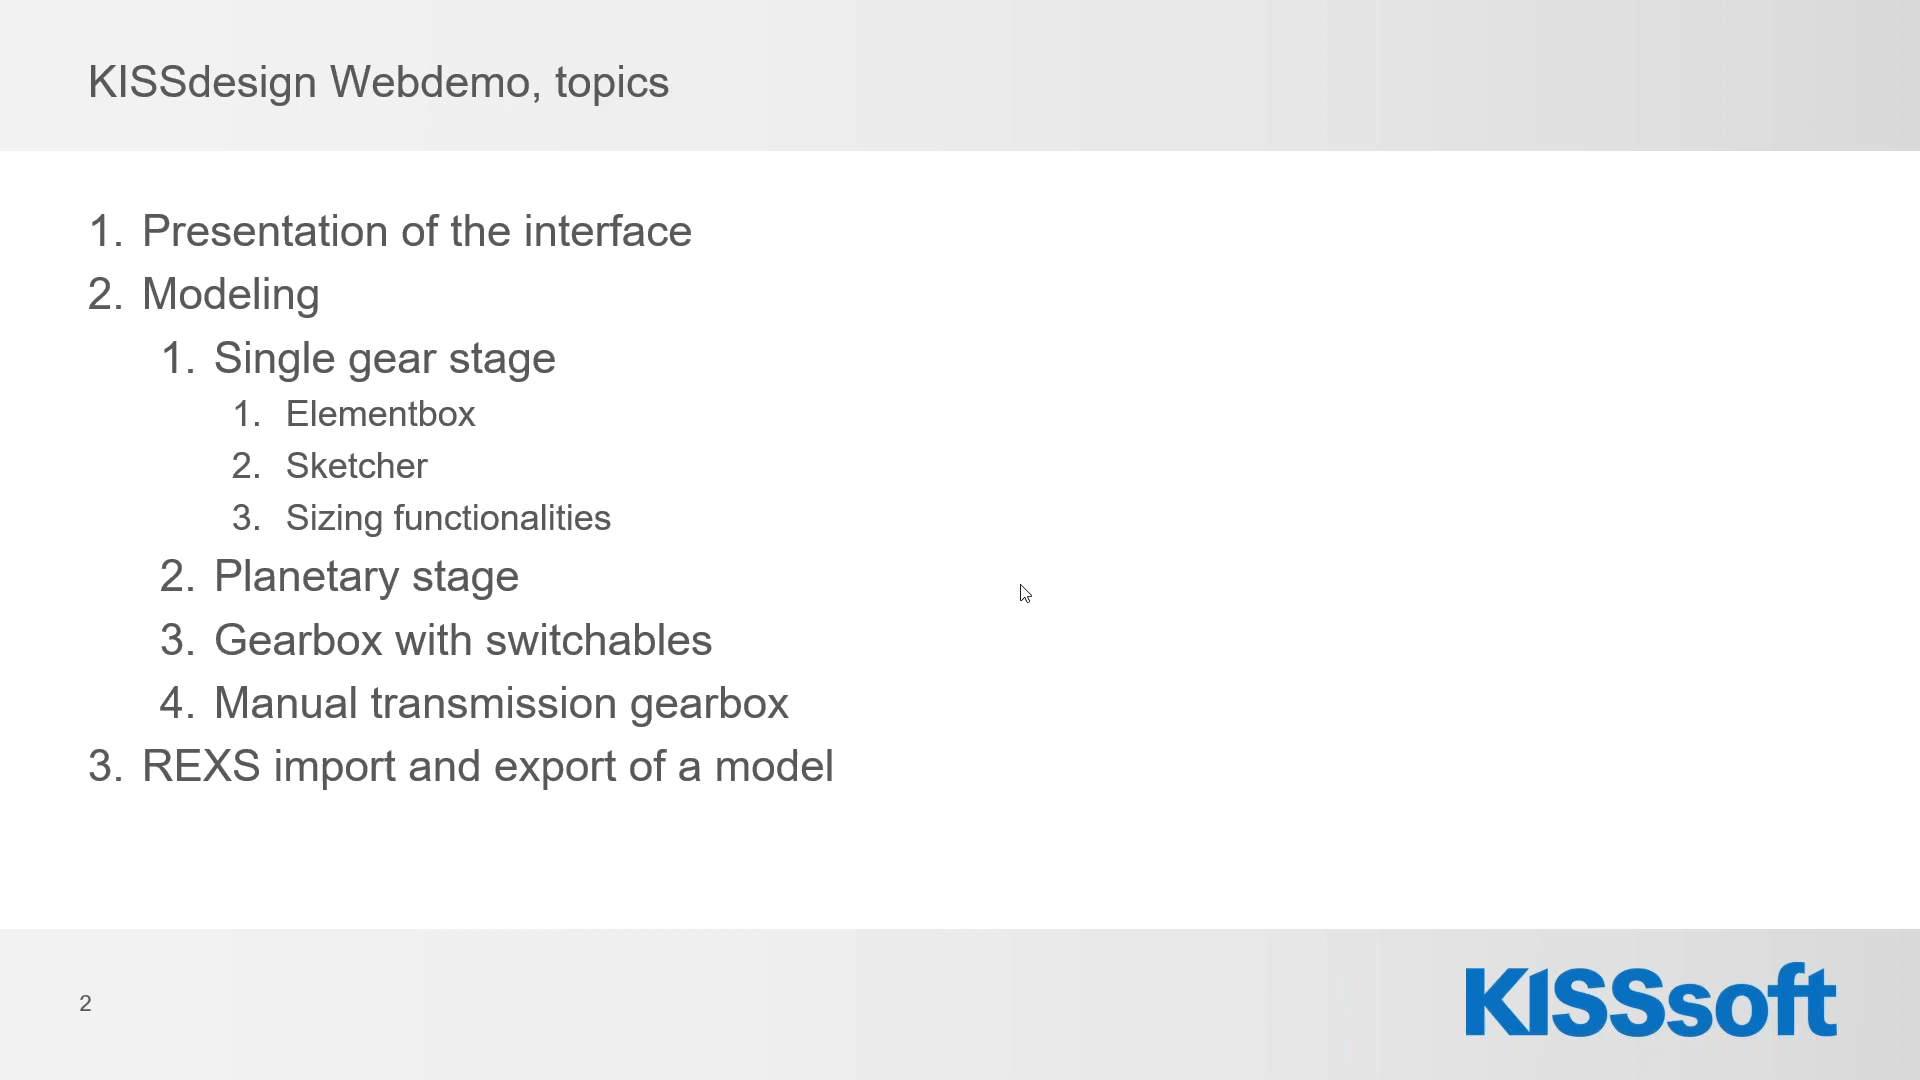 KISSdesign Webdemo, topics
1. Presentation of the interface
2. Modeling
1. Single gear stage
1. Elementbox
2. Sketcher
3. Sizing functionalities
2. Planetary stage
3. Gearbox with switchables
4. Manual transmission gearbox
3. REXS import and export of a model
2
KISSsoft